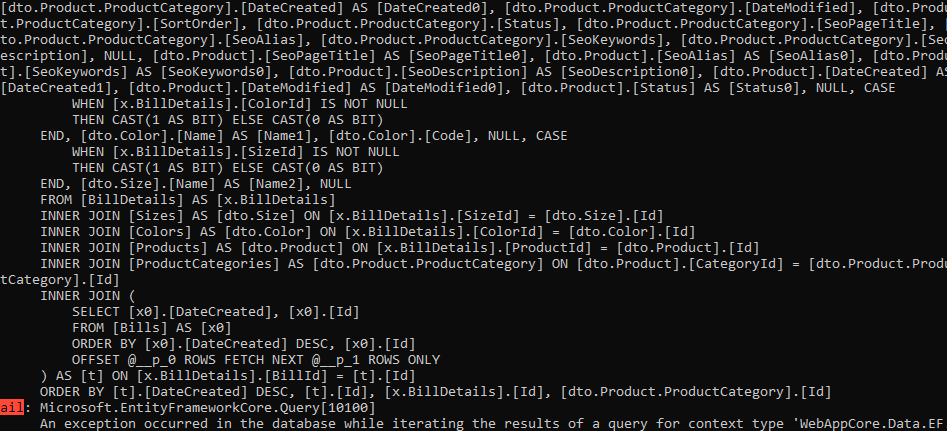 [dto.Product.ProductCategory].[DateCreated] AS [DateCreated0], [dto.Product.ProductCategory].[DateModified], [dto.Produ
t.ProductCategory].[SortOrder], [dto.Product.ProductCategory].[Status], [dto.Product.ProductCategory].[SeoPageTitle],
to.Product.ProductCategory].[SeoAlias], [dto.Product.ProductCategory].[SeoKeywords], [dto.Product.ProductCategory].[Seo
escription], NULL, [dto.Product].[SeoPageTitle] AS [SeoPageTitle0], [dto.Product].[SeoAlias] AS [SeoAlias0], [dto.Produ
t].[SeoKeywords] AS [SeoKeywords0], [dto.Product].[SeoDescription] AS [SeoDescription0], [dto.Product].[DateCreated] AS
[DateCreated1], [dto.Product].[DateModified] AS [DateModified0], [dto.Product].[Status] AS [Status0], NULL, CASE
WHEN [x.BillDetails].[ColorId] IS NOT NULL
THEN CAST(1 AS BIT) ELSE CAST(0 AS BIT)
END, [dto.Color].[Name] AS [Name1], [dto.Color].[Code], NULL, CASE
WHEN [x.BillDetails].[SizeId] IS NOT NULL
THEN CAST(1 AS BIT) ELSE CAST(0 AS BIT)
END, [dto.Size].[Name] AS [Name2], NULL
FROM [BillDetails] AS [x.BillDetails]
INNER JOIN [Sizes] AS [dto.Size] ON [x.BillDetails].[SizeId] = [dto.Size].[Id]
INNER JOIN [Colors] AS [dto.Color] ON [x.BillDetails].[ColorId] = [dto.Color].[Id]
INNER JOIN [Products] AS [dto.Product] ON [x.BillDetails].[ProductId] = [dto.Product].[Id]
INNER JOIN [ProductCategories] AS [dto.Product.ProductCategory] ON [dto.Product].[CategoryId] = [dto.Product.Produ
tCategory].[Id]
INNER JOIN (
SELECT [x0].[DateCreated], [x0].[Id]
FROM [Bills] AS [x0]
ORDER BY [x0].[DateCreated] DESC, [x0].[Id]
OFFSET @__p_0 ROWS FETCH NEXT @__p_1 ROWS ONLY
) AS [t] ON [x.BillDetails].[BillId] = [t].[Id]
ORDER BY [t].[DateCreated] DESC, [t].[Id], [x.BillDetails].[Id], [dto.Product.ProductCategory].[Id]
ail: Microsoft.EntityFrameworkCore.Query[10100]
An exception occurred in the database while iterating the results of a query for context type 'WebAppCore.Data.EF